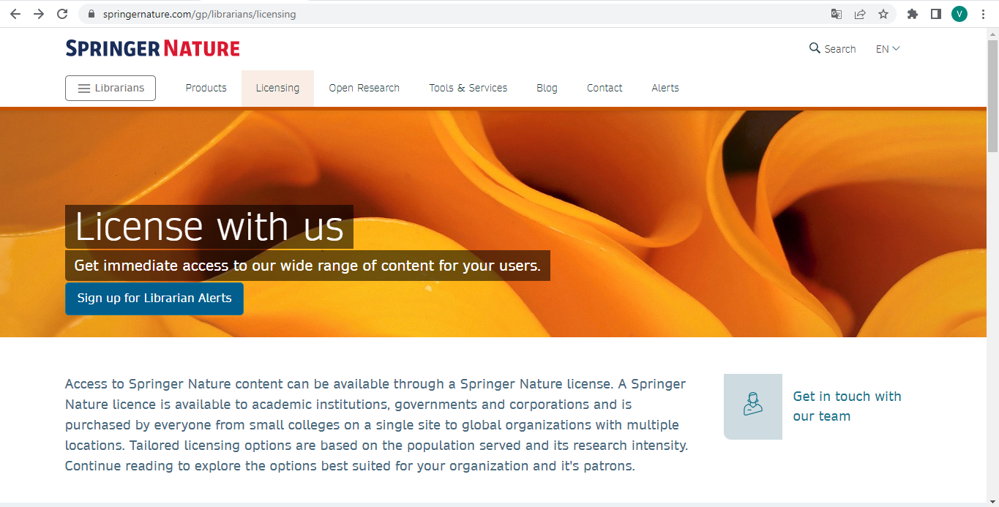 springernature.com/gp/librarians/licensing
V
SPRINGER NATURE
Search
EN
Librarians
Products
Licensing
Open Research
Tools & Services
Blog
Contact
Alerts
License with us
Get immediate access to our wide range of content for your users.
Sign up for Librarian Alerts
Access to Springer Nature content can be available through a Springer Nature license. A Springer
Nature licence is available to academic institutions, governments and corporations and is
purchased by everyone from small colleges on a single site to global organizations with multiple
locations. Tailored licensing options are based on the population served and its research intensity.
Continue reading to explore the options best suited for your organization and it's patrons.
Get in touch with
our team